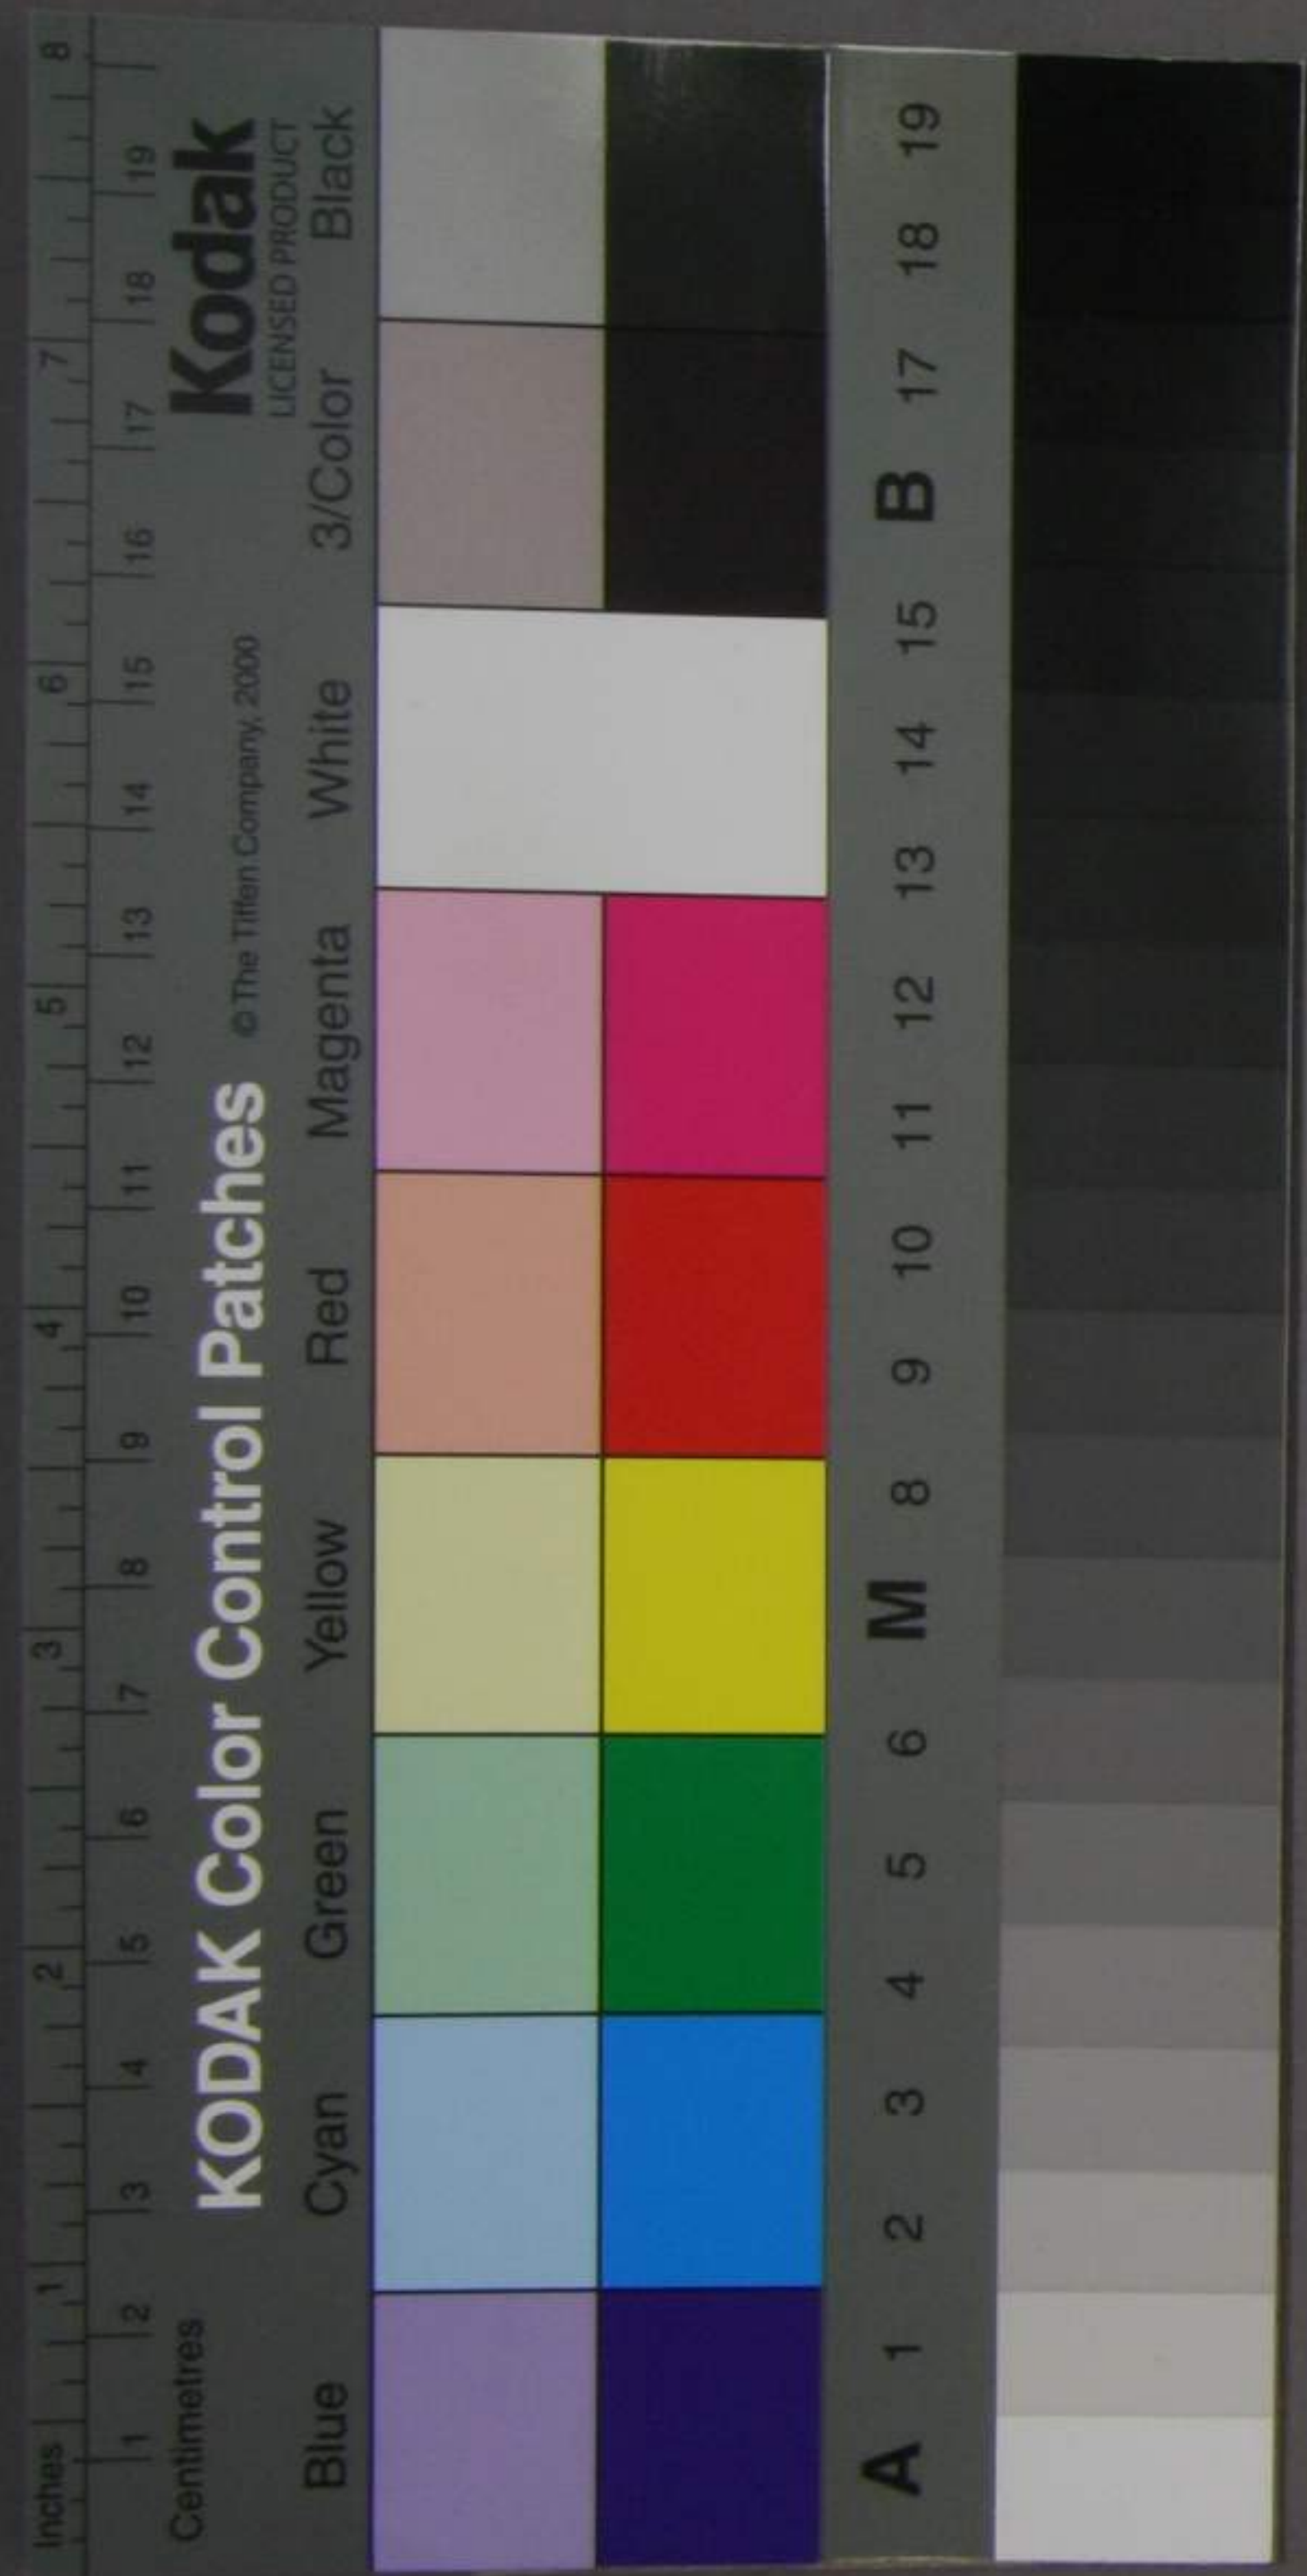 Inches 1 2 3 4 5 6 7 8
1 2 3 4 5 6 7 8 9 10 11 12 13 14 15 16 17 18 19
Centimetres
KODAK Color Control Patches © The Tiffen Company, 2000 Kodak
LICENSED PRODUCT
Blue Cyan Green Yellow Red Magenta White 3/Color Black
A 1 2 3 4 5 6 M 8 9 10 11 12 13 14 15 B 17 18 19